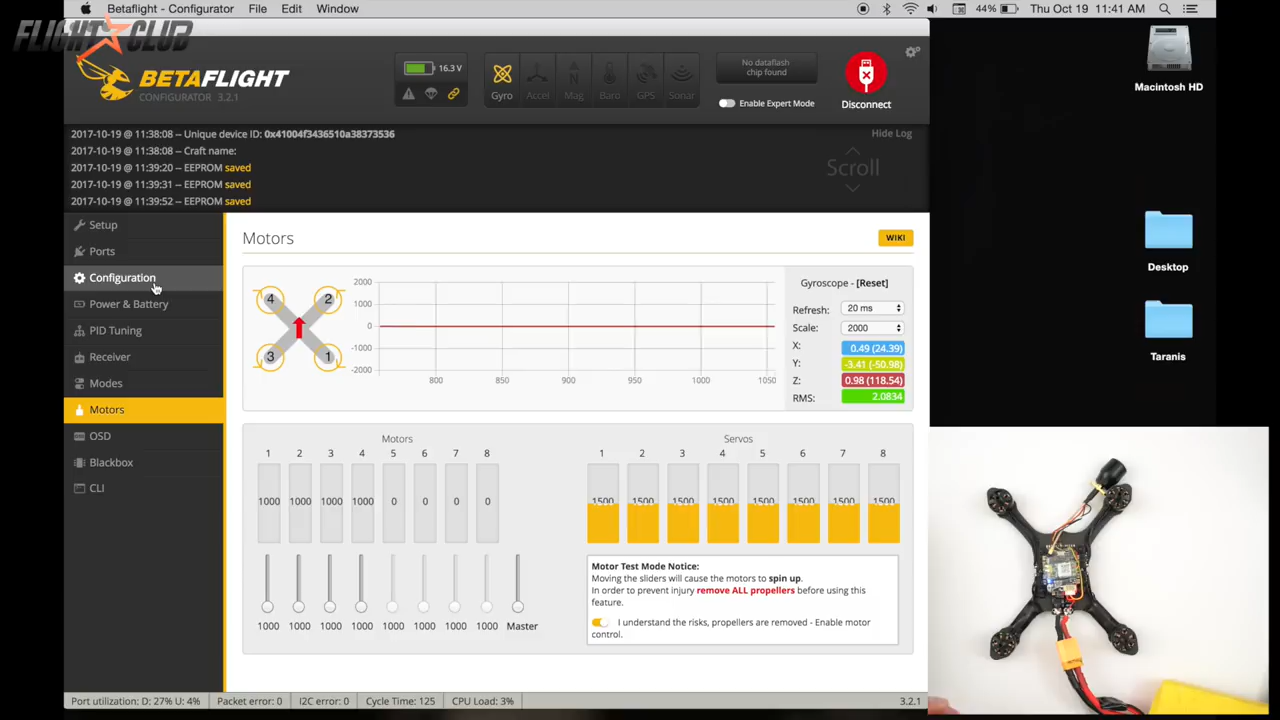 Betaflight - Configurator File Edit Window
44% Thu Oct 19 11:41 AM
FLIGHT CLUB
BETAFLIGHT
CONFIGURATOR 3.2.1
16.3 V
Gyro Accel Mag Baro GPS Sonar
No dataflash
chip found
Enable Expert Mode
Disconnect
Macintosh HD
2017-10-19 @ 11:38:08 -- Unique device ID: 0x41004f3436510a38373536
Hide Log
2017-10-19 @ 11:38:08 -- Craft name:
2017-10-19 @ 11:39:20 -- EEPROM saved
2017-10-19 @ 11:39:31 -- EEPROM saved
2017-10-19 @ 11:39:52 -- EEPROM saved
Scroll
Setup
Ports
Configuration
Power & Battery
PID Tuning
Receiver
Modes
Motors
OSD
Blackbox
CLI
Motors
WIKI
4 2
3 1
2000
1000
0
-1000
-2000
800 850 900 950 1000 1050
Gyroscope - [Reset]
Refresh: 20 ms
Scale: 2000
X: 0.49 (24.39)
Y: -3.41 (-50.98)
Z: 0.98 (118.54)
RMS: 2.0834
Motors
1 2 3 4 5 6 7 8
1000 1000 1000 1000 0 0 0 0
1000 1000 1000 1000 1000 1000 1000 1000 Master
Servos
1 2 3 4 5 6 7 8
1500 1500 1500 1500 1500 1500 1500 1500
Motor Test Mode Notice:
Moving the sliders will cause the motors to spin up.
In order to prevent injury remove ALL propellers before using this
feature.
I understand the risks, propellers are removed - Enable motor
control.
Desktop
Taranis
Port utilization: D: 27% U: 4% Packet error: 0 I2C error: 0 Cycle Time: 125 CPU Load: 3% 3.2.1